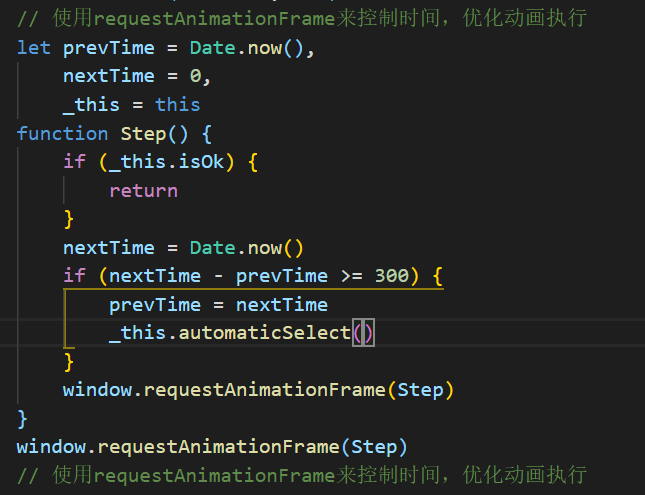 // 使用requestAnimationFrame来控制时间，优化动画执行
let prevTime = Date.now(),
    nextTime = 0,
    _this = this
function Step() {
    if (_this.isOk) {
        return
    }
    nextTime = Date.now()
    if (nextTime - prevTime >= 300) {
        prevTime = nextTime
        _this.automaticSelect()
    }
    window.requestAnimationFrame(Step)
}
window.requestAnimationFrame(Step)
// 使用requestAnimationFrame来控制时间，优化动画执行